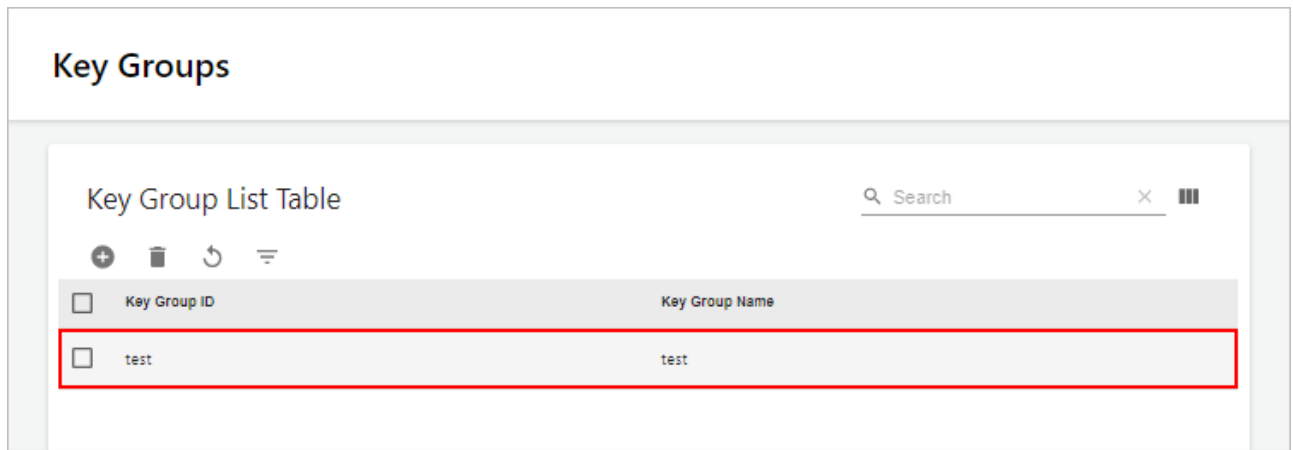 Key Groups
Key Group List Table
Search
Key Group ID Key Group Name
test test